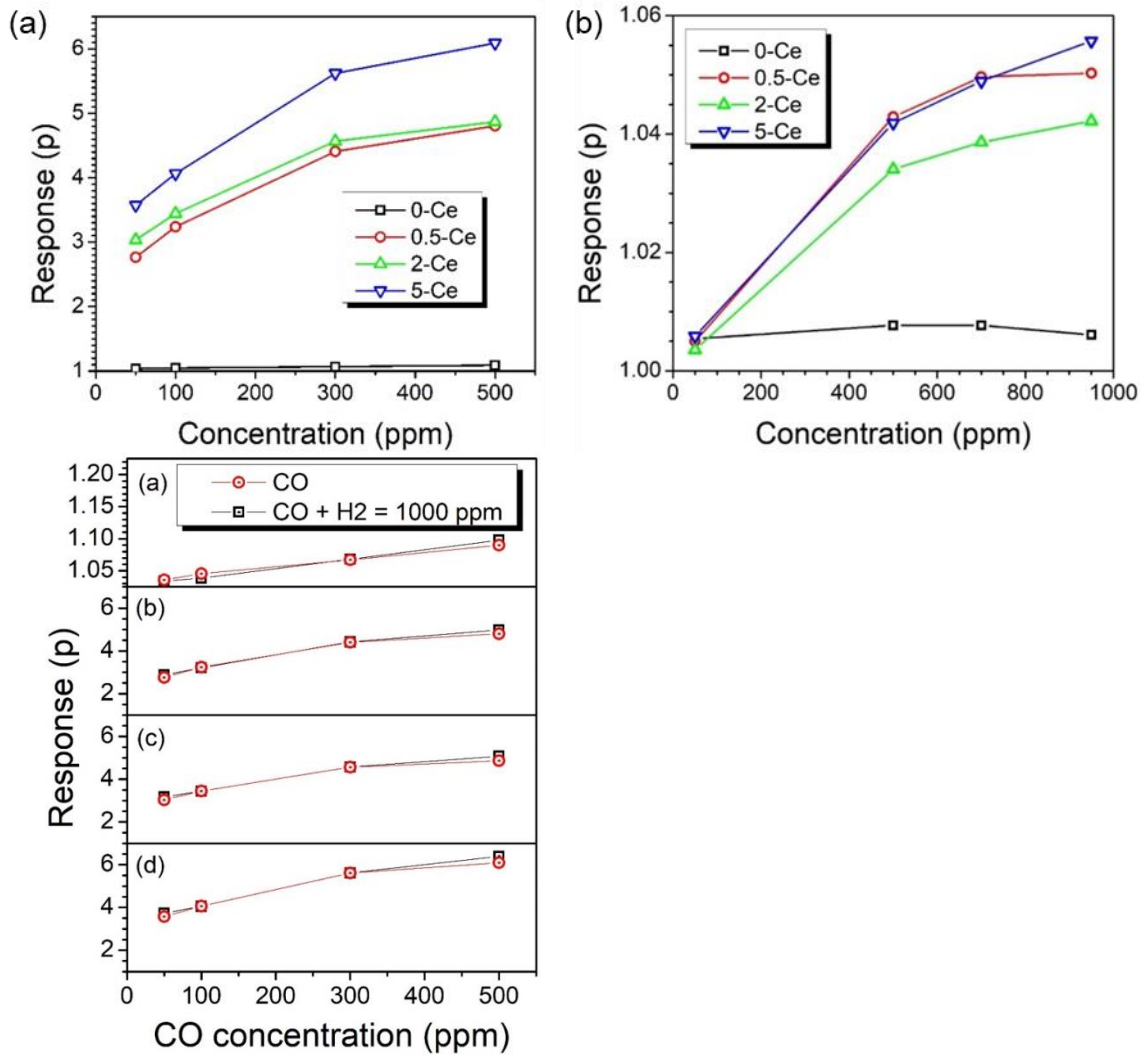 (a)
6
5
4
3
2
1
Response (p)
0-Ce
0.5-Ce
2-Ce
5-Ce
0 100 200 300 400 500
Concentration (ppm)
(b)
1.06
1.04
1.02
1.00
Response (p)
0-Ce
0.5-Ce
2-Ce
5-Ce
0 200 400 600 800 1000
Concentration (ppm)
(a)
CO
CO + H2 = 1000 ppm
1.20
1.15
1.10
1.05
(b)
6
4
2
(c)
6
4
2
(d)
6
4
2
Response (p)
0 100 200 300 400 500
CO concentration (ppm)